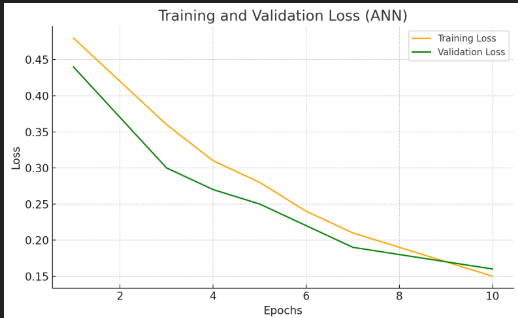 Training and Validation Loss (ANN)
Training Loss
Validation Loss
0.45
0.40
0.35
0.30
0.25
0.20
0.15
Loss
2 4 6 8 10
Epochs